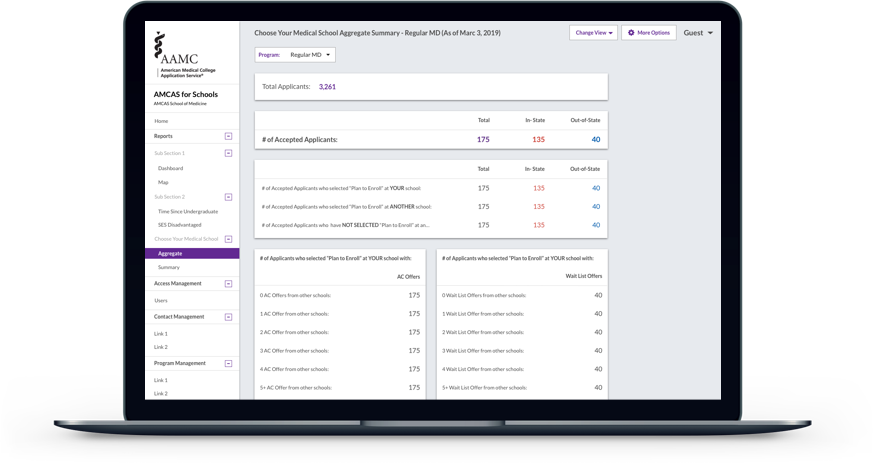 AAMC
American Medical College
Application Service®
AMCAS for Schools
AMCAS School of Medicine
Home
Reports
Sub Section 1
Dashboard
Map
Sub Section 2
Time Since Undergraduate
SES Disadvantaged
Choose Your Medical School
Aggregate
Summary
Access Management
Users
Contact Management
Link 1
Link 2
Program Management
Link 1
Link 2
Choose Your Medical School Aggregate Summary - Regular MD (As of Marc 3, 2019)
Change View
More Options
Guest
Program: Regular MD
Total Applicants: 3,261
Total In- State Out-of-State
# of Accepted Applicants: 175 135 40
Total In- State Out-of-State
# of Accepted Applicants who selected "Plan to Enroll" at YOUR school: 175 135 40
# of Accepted Applicants who selected "Plan to Enroll" at ANOTHER school: 175 135 40
# of Accepted Applicants who have NOT SELECTED "Plan to Enroll" at an... 175 135 40
# of Applicants who selected "Plan to Enroll" at YOUR school with:
AC Offers
0 AC Offers from other schools: 175
1 AC Offer from other schools: 175
2 AC Offer from other schools: 175
3 AC Offer from other schools: 175
4 AC Offer from other schools: 175
5+ AC Offer from other schools: 175
# of Applicants who selected "Plan to Enroll" at YOUR school with:
Wait List Offers
0 Wait List Offers from other schools: 40
1 Wait List Offer from other schools: 40
2 Wait List Offer from other schools: 40
3 Wait List Offer from other schools: 40
4 Wait List Offer from other schools: 40
5+ Wait List Offer from other schools: 40